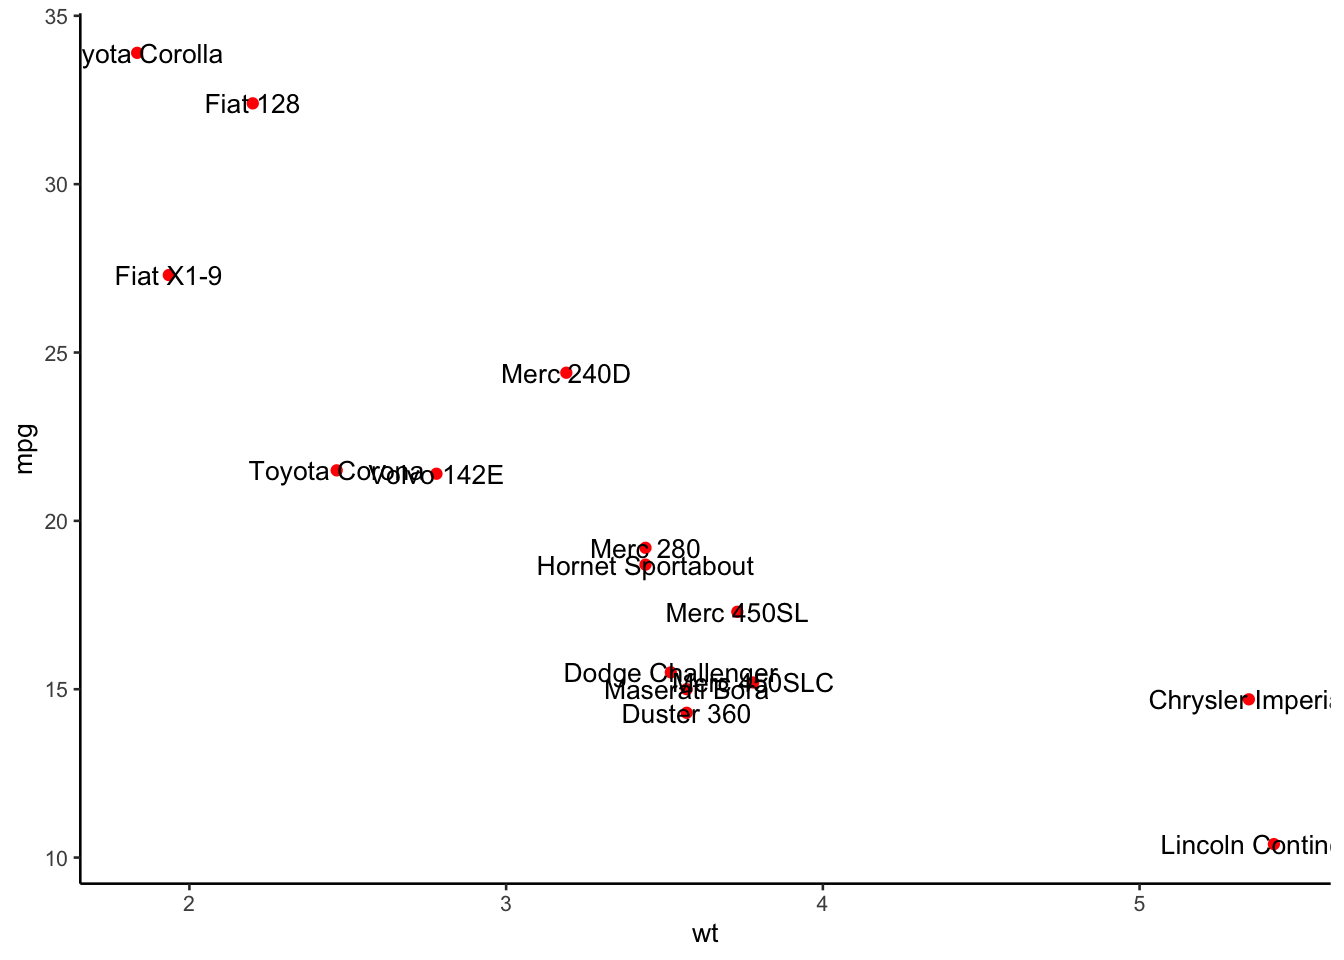 35
yota Corolla
Fiat 128
30
Fiat X1-9
25
Merc 240D
mpg
Toyota Corona
Volvo 142E
20
Merc 280
Hornet Sportabout
Merc 450SL
Dodge Challenger
Merc 450SLC
15
Maserati Bora
Chrysler Imperia
Duster 360
Lincoln Contin
10
2 3 4 5
wt